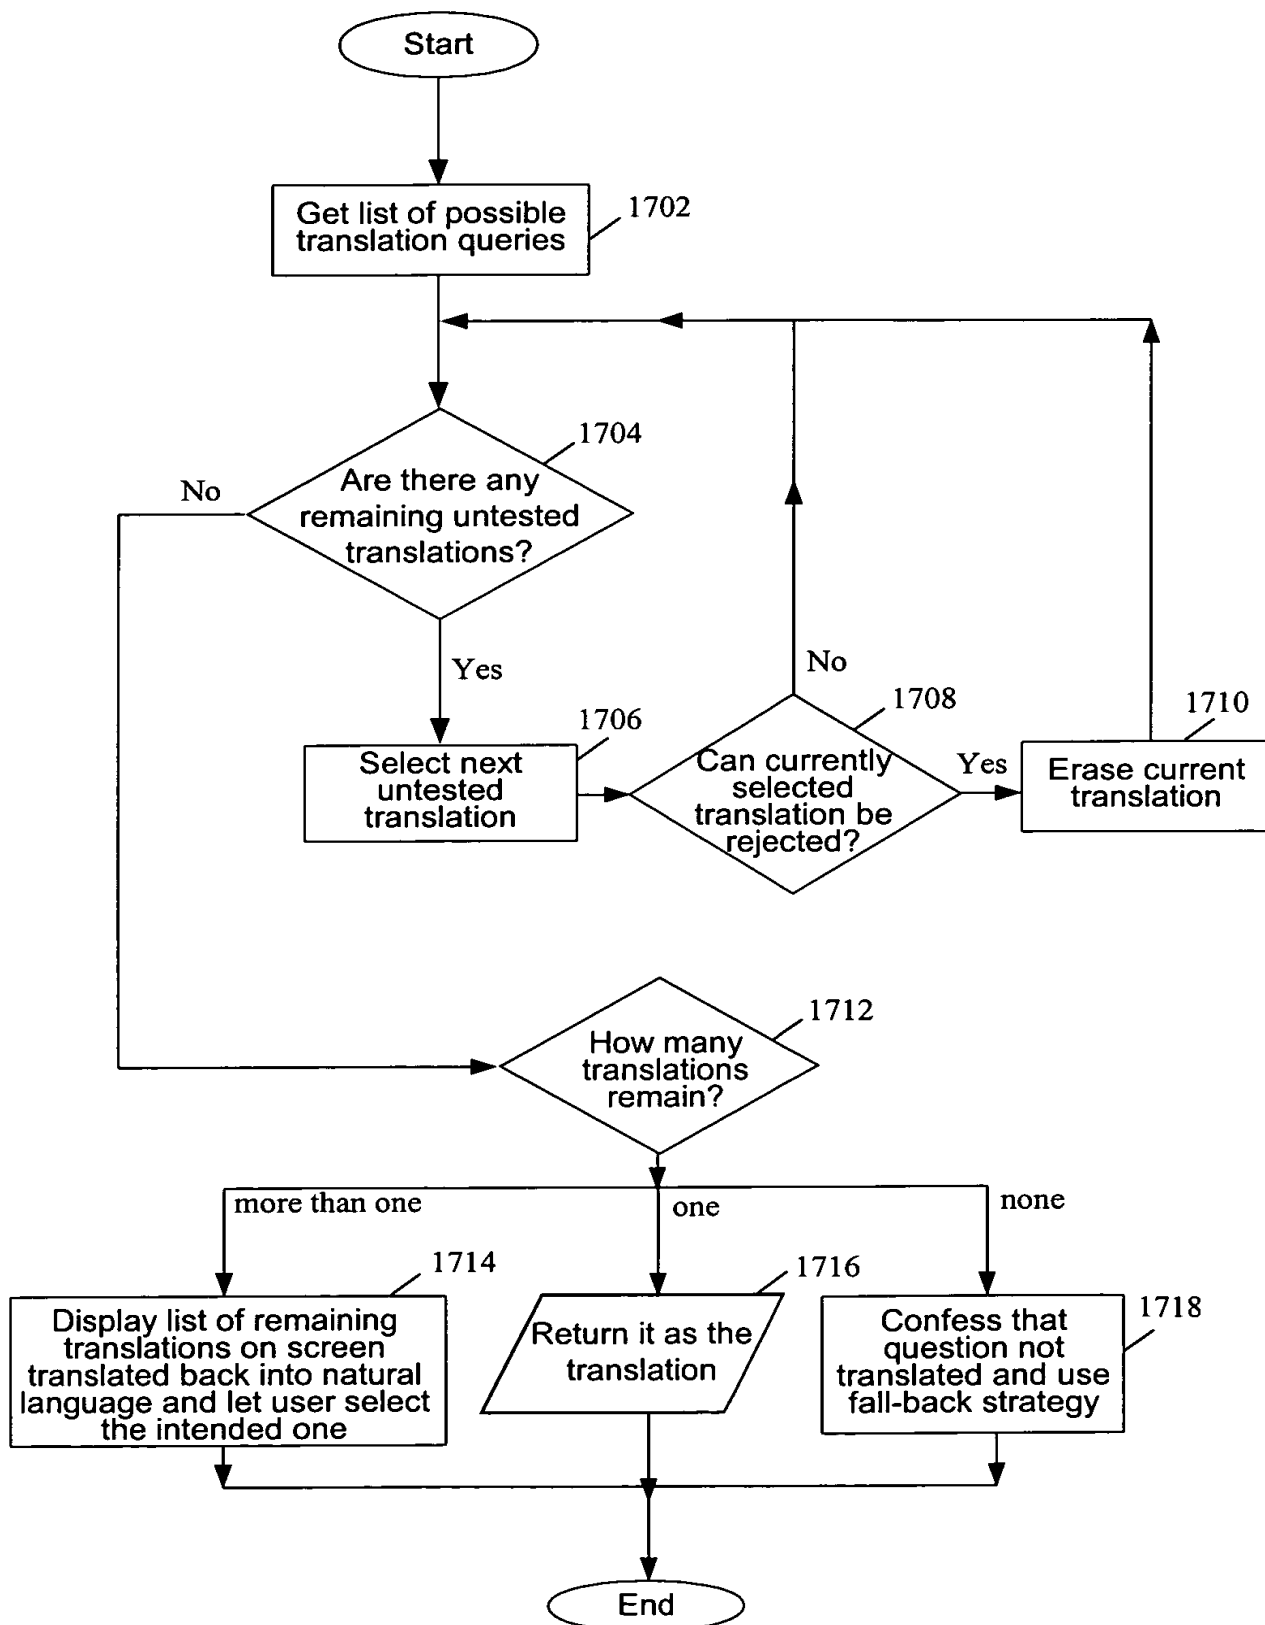 Start
Get list of possible
translation queries
1702
1704
Are there any
remaining untested
translations?
No
Yes
1706
Select next
untested
translation
1708
Can currently
selected
translation be
rejected?
No
Yes
1710
Erase current
translation
1712
How many
translations
remain?
more than one
one
none
1714
Display list of remaining
translations on screen
translated back into natural
language and let user select
the intended one
1716
Return it as the
translation
1718
Confess that
question not
translated and use
fall-back strategy
End